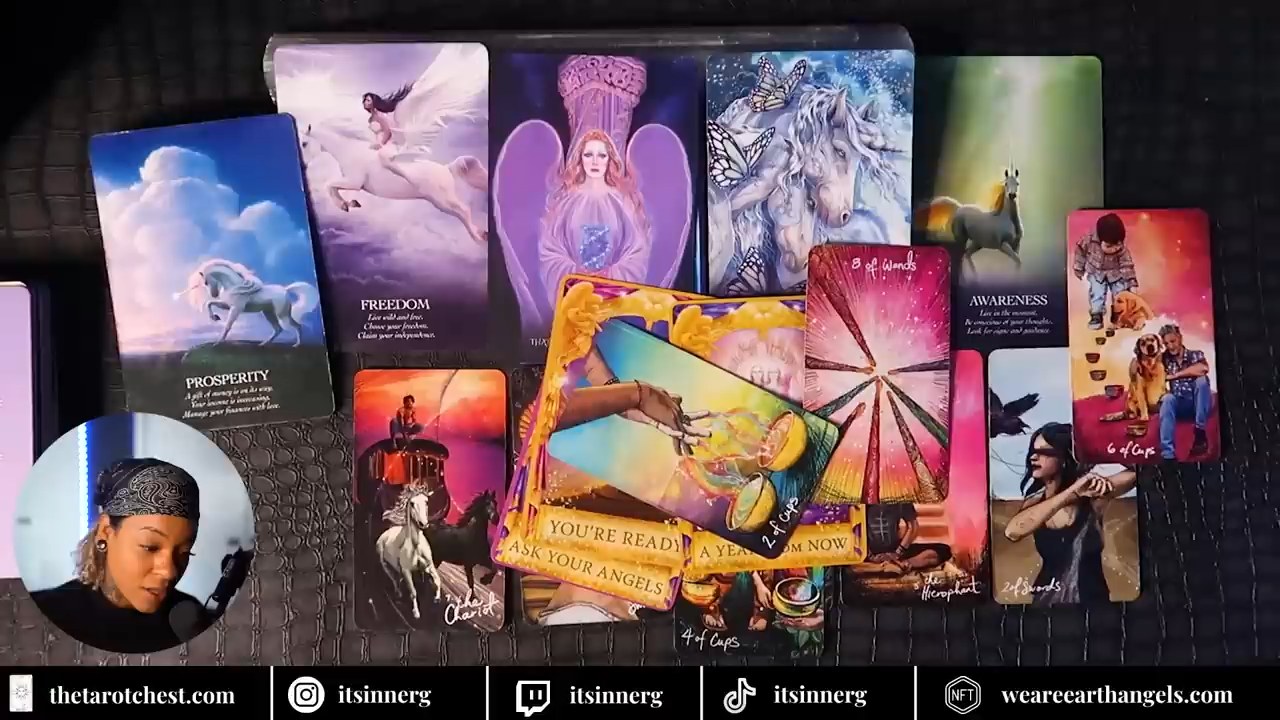 FREEDOM
Live wild and free.
Choose your freedom.
Claim your independence.
AWARENESS
Live in the moment.
Be conscious of your thoughts.
Look for signs and guidance.
PROSPERITY
A gift of money is on its way.
Your income is increasing.
Manage your finances with love.
8 of Wands
6 of Cups
2 of Cups
YOU'RE READY
ASK YOUR ANGELS
A YEAR FROM NOW
The
Chariot
4 of Cups
The
Hierophant
2 of Swords
thetarotchest.com
itsinnerg
itsinnerg
itsinnerg
NFT
weareearthangels.com